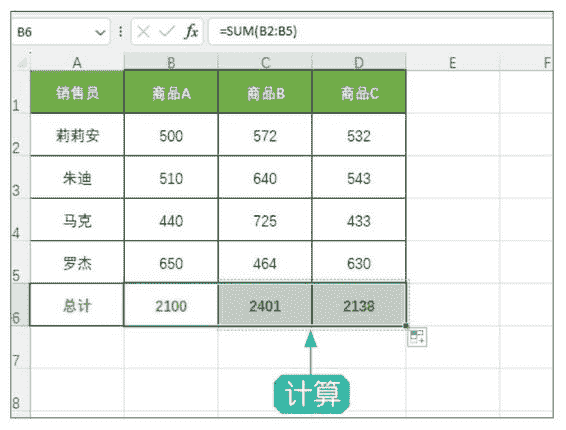 B6 fx =SUM(B2:B5)
A B C D E F
1 销售员 商品A 商品B 商品C
2 莉莉安 500 572 532
3 朱迪 510 640 543
4 马克 440 725 433
5 罗杰 650 464 630
6 总计 2100 2401 2138
7
8
计算